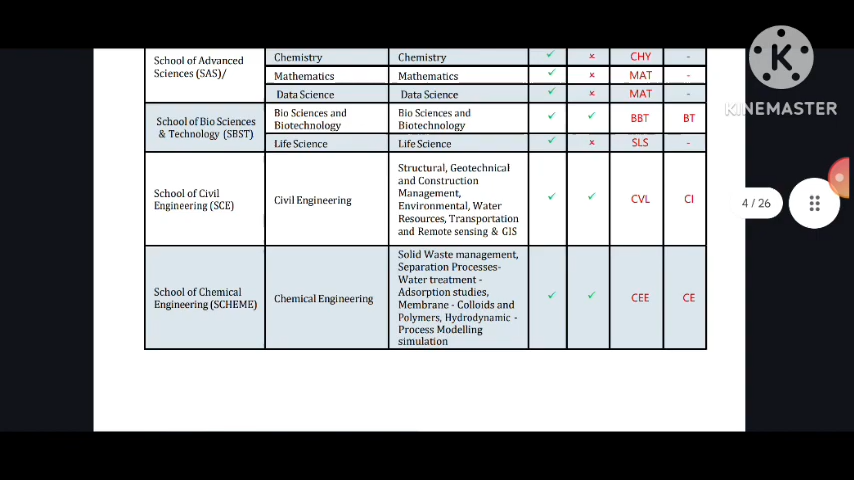 School of Advanced
Sciences (SAS)/
Chemistry
Chemistry
✓
×
CHY
-
Mathematics
Mathematics
✓
×
MAT
-
Data Science
Data Science
✓
×
MAT
-
School of Bio Sciences
& Technology (SBST)
Bio Sciences and
Biotechnology
Bio Sciences and
Biotechnology
✓
✓
BBT
BT
Life Science
Life Science
✓
×
SLS
-
School of Civil
Engineering (SCE)
Civil Engineering
Structural, Geotechnical
and Construction
Management,
Environmental, Water
Resources, Transportation
and Remote sensing & GIS
✓
✓
CVL
CI
School of Chemical
Engineering (SCHEME)
Chemical Engineering
Solid Waste management,
Separation Processes-
Water treatment -
Adsorption studies,
Membrane - Colloids and
Polymers, Hydrodynamic -
Process Modelling
simulation
✓
✓
CEE
CE
K
KINEMASTER
4 / 26